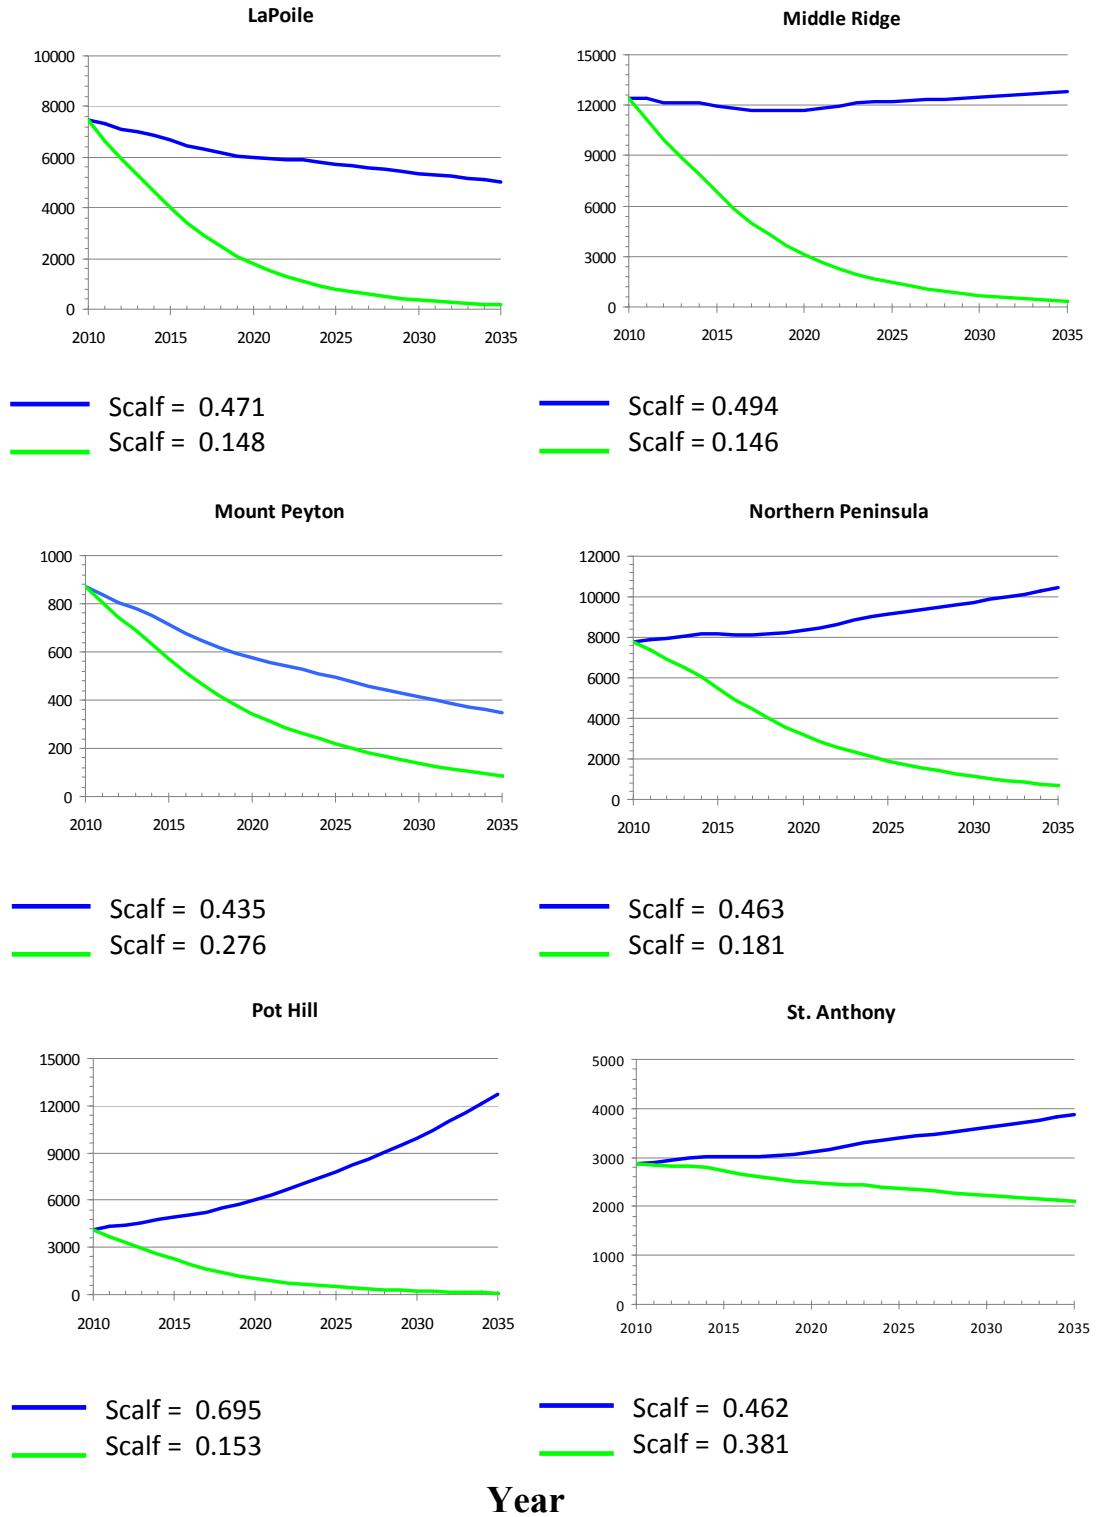 LaPoile
10000
8000
6000
4000
2000
0
2010 2015 2020 2025 2030 2035
Scalf = 0.471
Scalf = 0.148
Middle Ridge
15000
12000
9000
6000
3000
0
2010 2015 2020 2025 2030 2035
Scalf = 0.494
Scalf = 0.146
Mount Peyton
1000
800
600
400
200
0
2010 2015 2020 2025 2030 2035
Scalf = 0.435
Scalf = 0.276
Northern Peninsula
12000
10000
8000
6000
4000
2000
0
2010 2015 2020 2025 2030 2035
Scalf = 0.463
Scalf = 0.181
Pot Hill
15000
12000
9000
6000
3000
0
2010 2015 2020 2025 2030 2035
Scalf = 0.695
Scalf = 0.153
St. Anthony
5000
4000
3000
2000
1000
0
2010 2015 2020 2025 2030 2035
Scalf = 0.462
Scalf = 0.381
Year